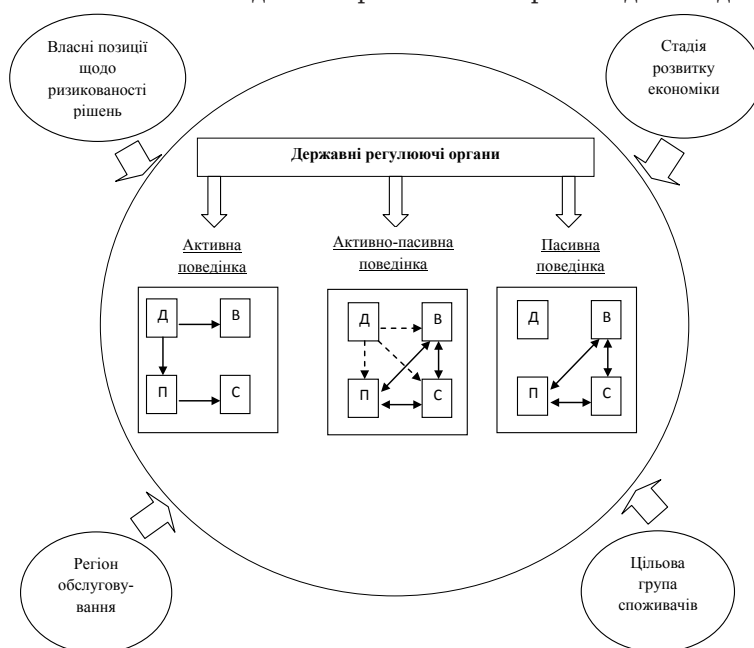 Власні позиції
щодо
ризикованості
рішень
Стадія
розвитку
економіки
Державні регулюючі органи
Активна
поведінка
Активно-пасивна
поведінка
Пасивна
поведінка
Д В
П С
Д В
П С
Д В
П С
Регіон
обслугову-
вання
Цільова
група
споживачів